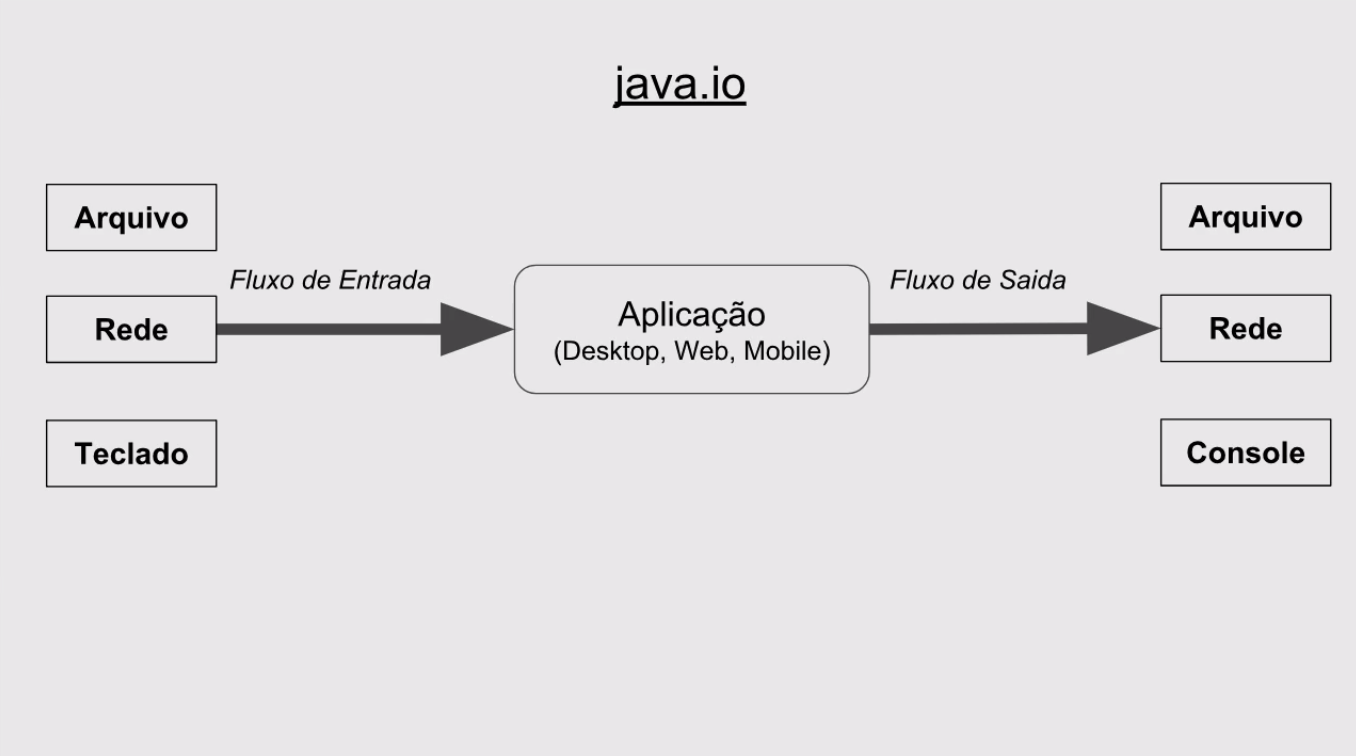 java.io
Arquivo
Rede
Teclado
Fluxo de Entrada
Aplicação
(Desktop, Web, Mobile)
Fluxo de Saida
Arquivo
Rede
Console